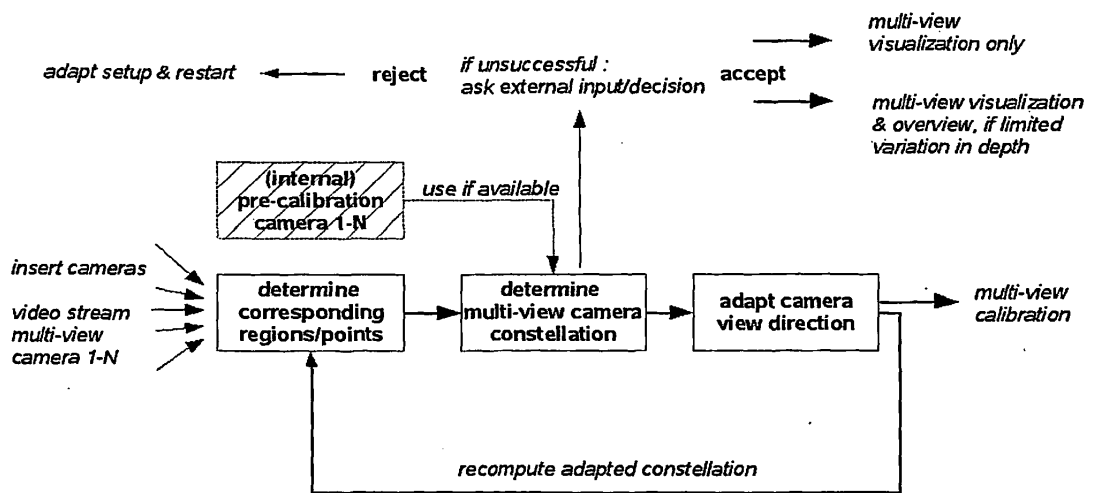 multi-view
visualization only
adapt setup & restart
reject
if unsuccessful :
ask external input/decision
accept
multi-view visualization
& overview, if limited
variation in depth
(internal)
pre-calibration
camera 1-N
use if available
insert cameras
video stream
multi-view
camera 1-N
determine
corresponding
regions/points
determine
multi-view camera
constellation
adapt camera
view direction
multi-view
calibration
recompute adapted constellation